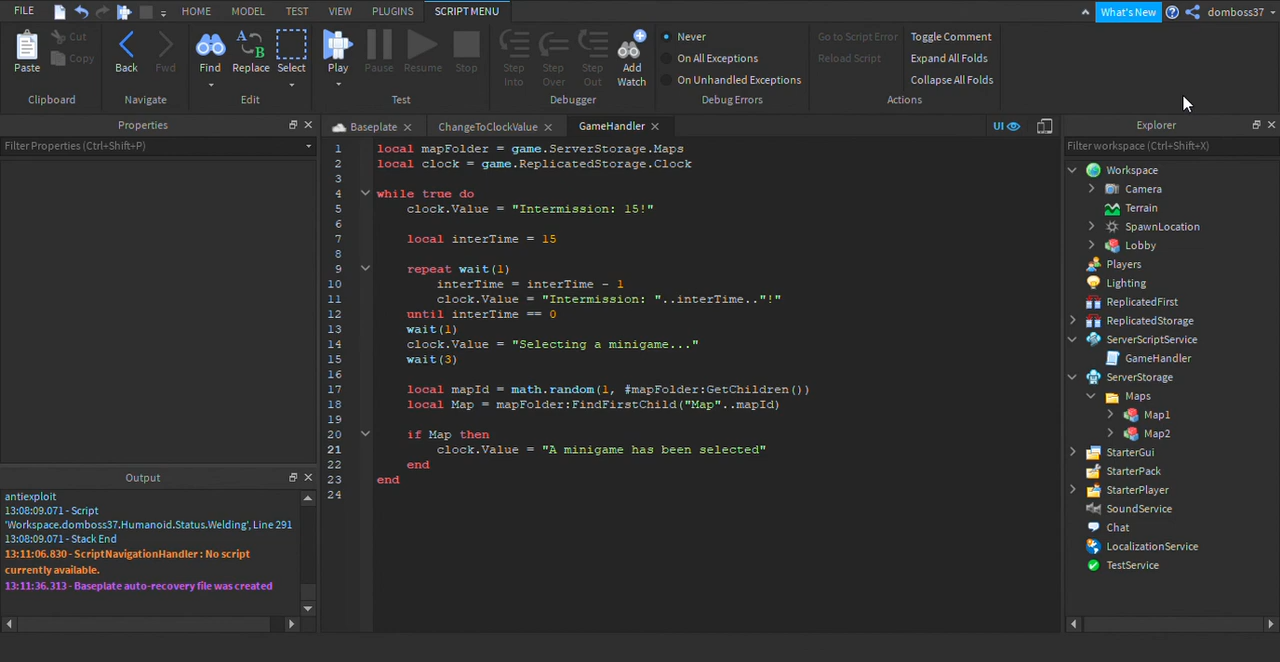 FILE HOME MODEL TEST VIEW PLUGINS SCRIPT MENU What's New domboss37
Paste Cut Copy Back Fwd Find Replace Select Play Pause Resume Stop Step Into Step Over Step Out Add Watch Never On All Exceptions On Unhandled Exceptions Go to Script Error Reload Script Toggle Comment Expand All Folds Collapse All Folds
Clipboard Navigate Edit Test Debugger Debug Errors Actions
Properties
Filter Properties (Ctrl+Shift+P)
Baseplate ChangeToClockValue GameHandler UI
1 local mapFolder = game.ServerStorage.Maps
2 local clock = game.ReplicatedStorage.Clock
3
4 while true do
5 clock.Value = "Intermission: 15!"
6
7 local interTime = 15
8
9 repeat wait(1)
10 interTime = interTime - 1
11 clock.Value = "Intermission: "..interTime.."!"
12 until interTime == 0
13 wait(1)
14 clock.Value = "Selecting a minigame..."
15 wait(3)
16
17 local mapId = math.random(1, #mapFolder:GetChildren())
18 local Map = mapFolder:FindFirstChild("Map"..mapId)
19
20 if Map then
21 clock.Value = "A minigame has been selected"
22 end
23 end
24
Output
antiexploit
13:08:09.071 - Script
'Workspace.domboss37.Humanoid.Status.Welding', Line 291
13:08:09.071 - Stack End
13:11:06.830 - ScriptNavigationHandler : No script
currently available.
13:11:36.313 - Baseplate auto-recovery file was created
Explorer
Filter workspace (Ctrl+Shift+X)
Workspace
Camera
Terrain
SpawnLocation
Lobby
Players
Lighting
ReplicatedFirst
ReplicatedStorage
ServerScriptService
GameHandler
ServerStorage
Maps
Map1
Map2
StarterGui
StarterPack
StarterPlayer
SoundService
Chat
LocalizationService
TestService